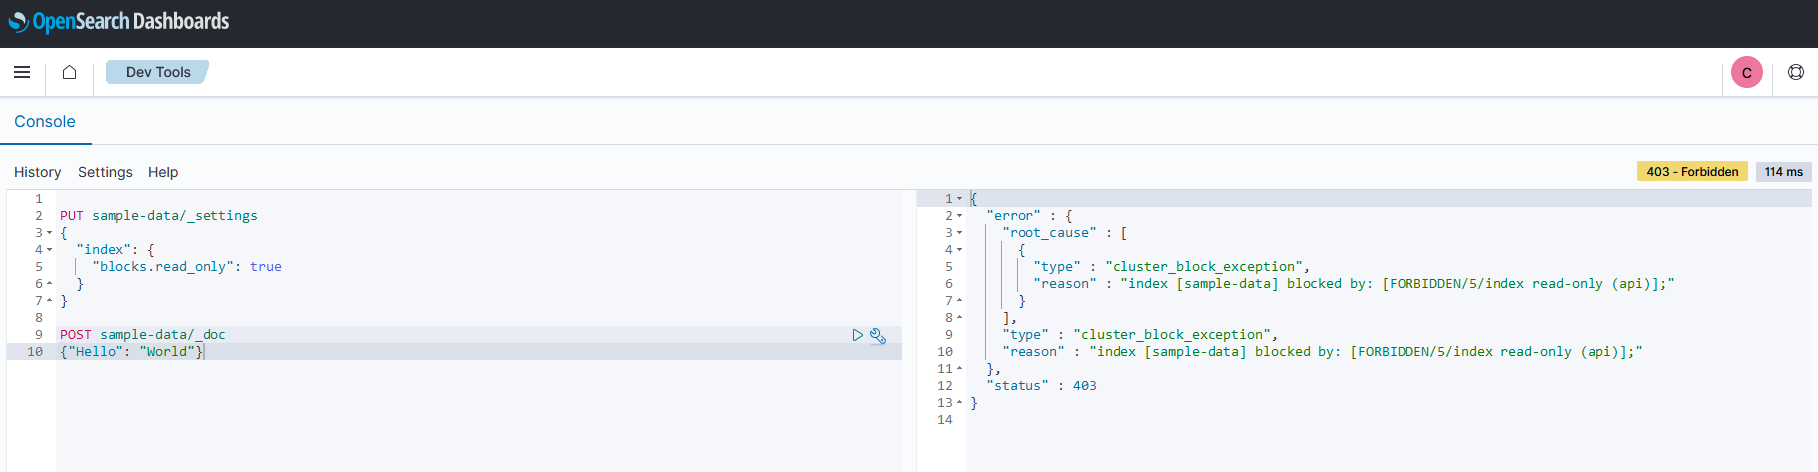 OpenSearch Dashboards
Dev Tools
C
Console
History Settings Help
403 - Forbidden 114 ms
1
2 PUT sample-data/_settings
3 {
4 "index": {
5 "blocks.read_only": true
6 }
7 }
8
9 POST sample-data/_doc
10 {"Hello": "World"}
1 {
2 "error" : {
3 "root_cause" : [
4 {
5 "type" : "cluster_block_exception",
6 "reason" : "index [sample-data] blocked by: [FORBIDDEN/5/index read-only (api)];"
7 }
8 ],
9 "type" : "cluster_block_exception",
10 "reason" : "index [sample-data] blocked by: [FORBIDDEN/5/index read-only (api)];"
11 },
12 "status" : 403
13 }
14